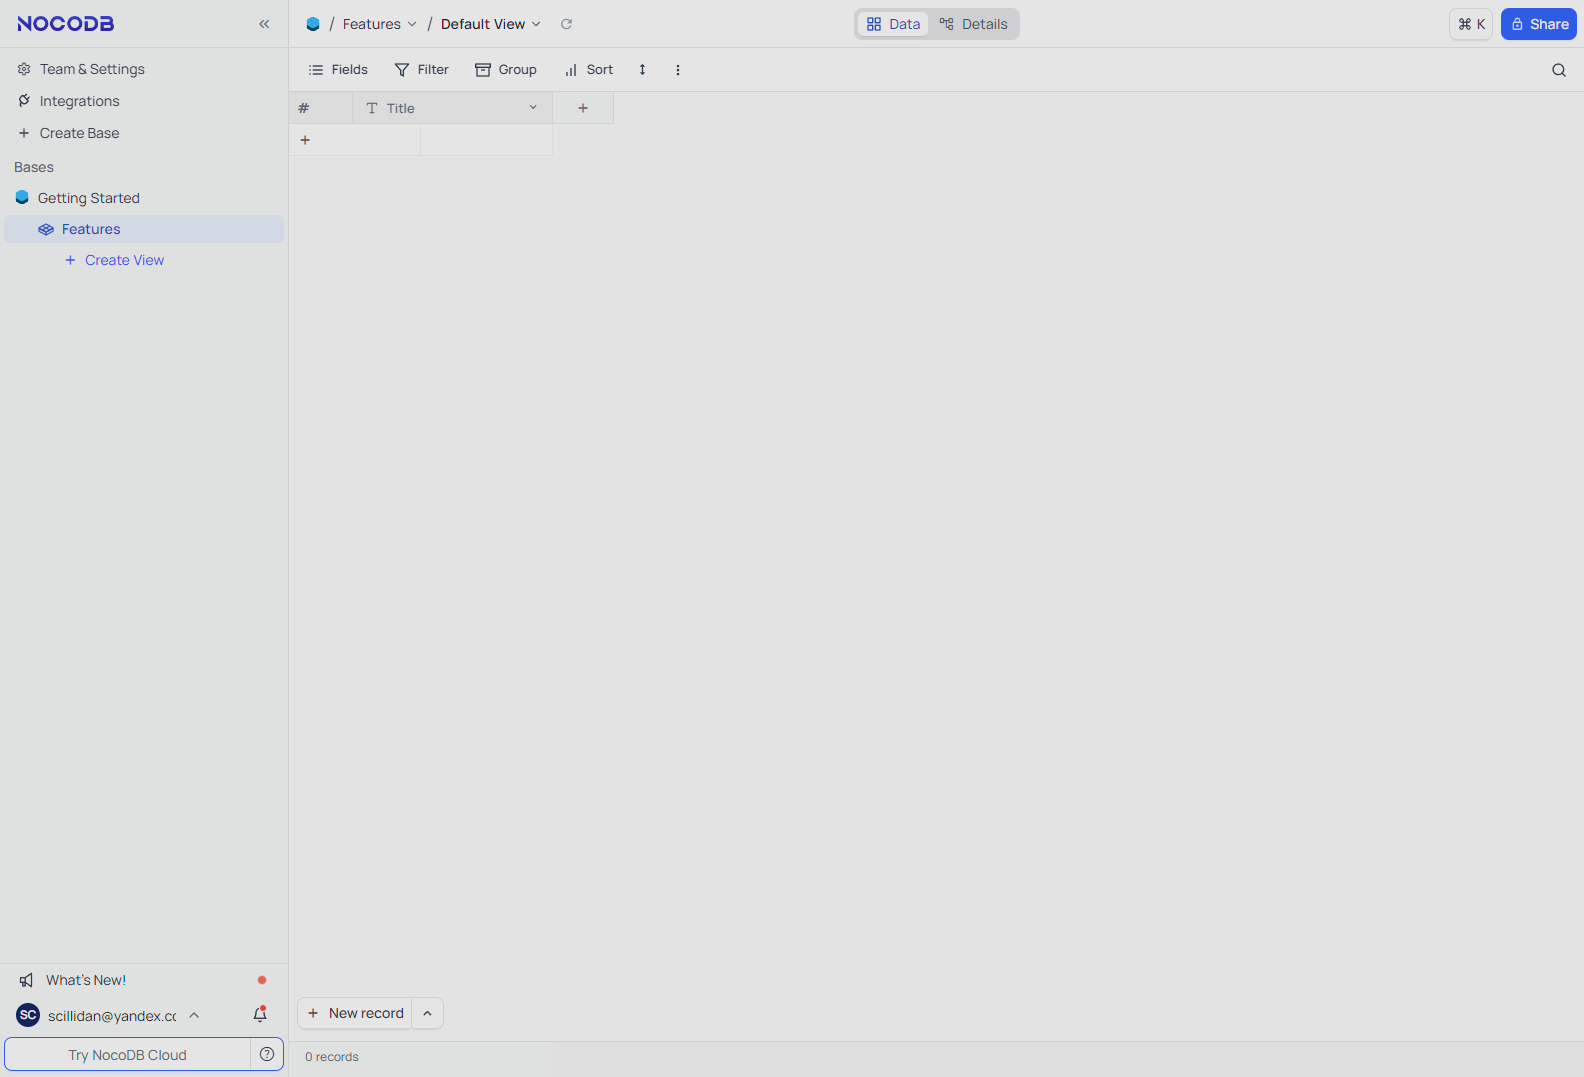 NOCODB
Team & Settings
Integrations
Create Base
Bases
Getting Started
Features
Create View
What's New!
SC scillidan@yandex.cc
Try NocoDB Cloud
/ Features / Default View
Data Details
⌘ K
Share
Fields Filter Group Sort
# Title
New record
0 records